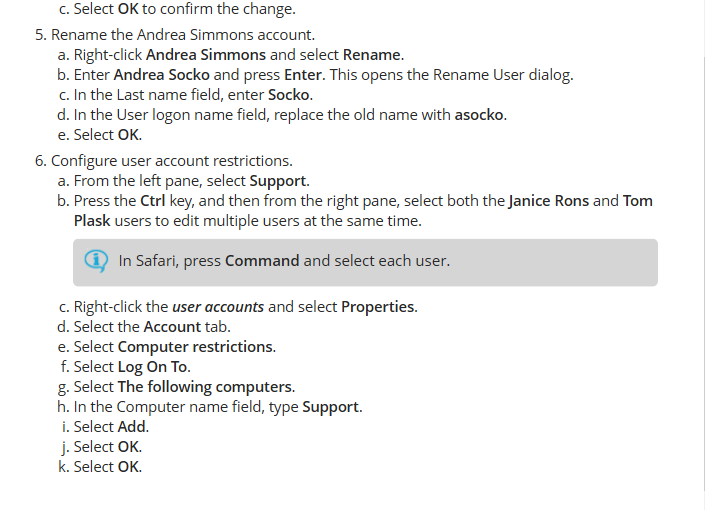 c. Select OK to confirm the change.
5. Rename the Andrea Simmons account.
a. Right-click Andrea Simmons and select Rename.
b. Enter Andrea Socko and press Enter. This opens the Rename User dialog.
c. In the Last name field, enter Socko.
d. In the User logon name field, replace the old name with asocko.
e. Select OK.
6. Configure user account restrictions.
a. From the left pane, select Support.
b. Press the Ctrl key, and then from the right pane, select both the Janice Rons and Tom
Plask users to edit multiple users at the same time.
In Safari, press Command and select each user.
c. Right-click the user accounts and select Properties.
d. Select the Account tab.
e. Select Computer restrictions.
f. Select Log On To.
g. Select The following computers.
h. In the Computer name field, type Support.
i. Select Add.
j. Select OK.
k. Select OK.